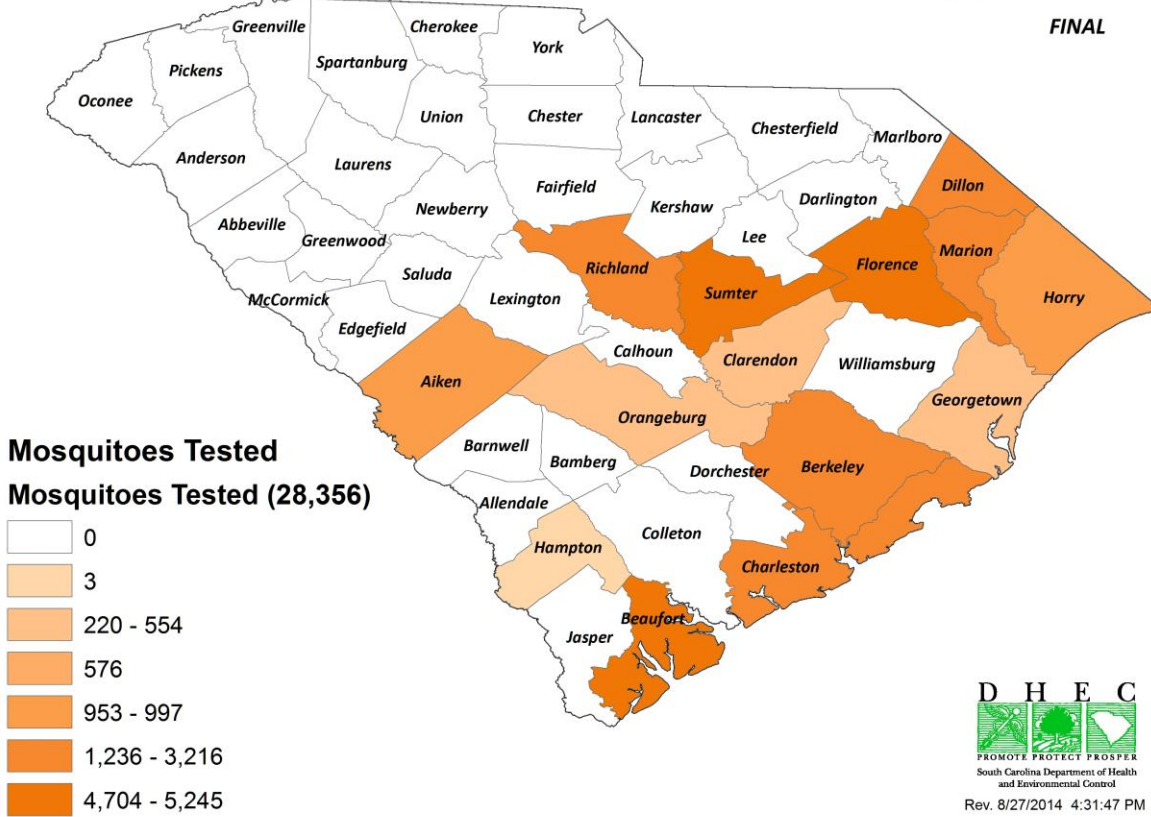 FINAL
Greenville
Cherokee
York
Pickens
Spartanburg
Oconee
Union
Chester
Lancaster
Chesterfield
Marlboro
Anderson
Laurens
Fairfield
Kershaw
Darlington
Dillon
Abbeville
Greenwood
Newberry
Lee
Saluda
Richland
Sumter
Florence
Marion
McCormick
Lexington
Horry
Edgefield
Calhoun
Clarendon
Williamsburg
Aiken
Georgetown
Orangeburg
Barnwell
Bamberg
Dorchester
Berkeley
Allendale
Colleton
Hampton
Charleston
Beaufort
Jasper
Mosquitoes Tested
Mosquitoes Tested (28,356)
0
3
220 - 554
576
953 - 997
1,236 - 3,216
4,704 - 5,245
D H E C
PROMOTE PROTECT PROSPER
South Carolina Department of Health
and Environmental Control
Rev. 8/27/2014 4:31:47 PM